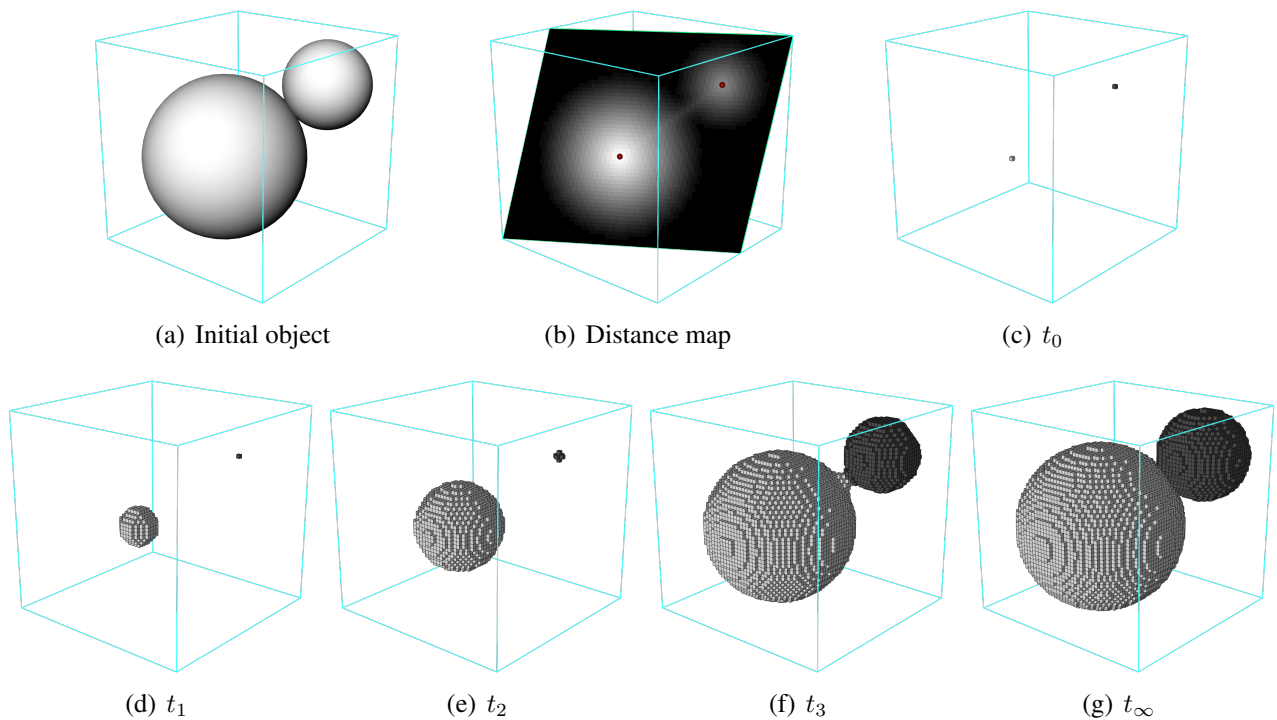 (a) Initial object
(b) Distance map
(c) t₀
(d) t₁
(e) t₂
(f) t₃
(g) t∞